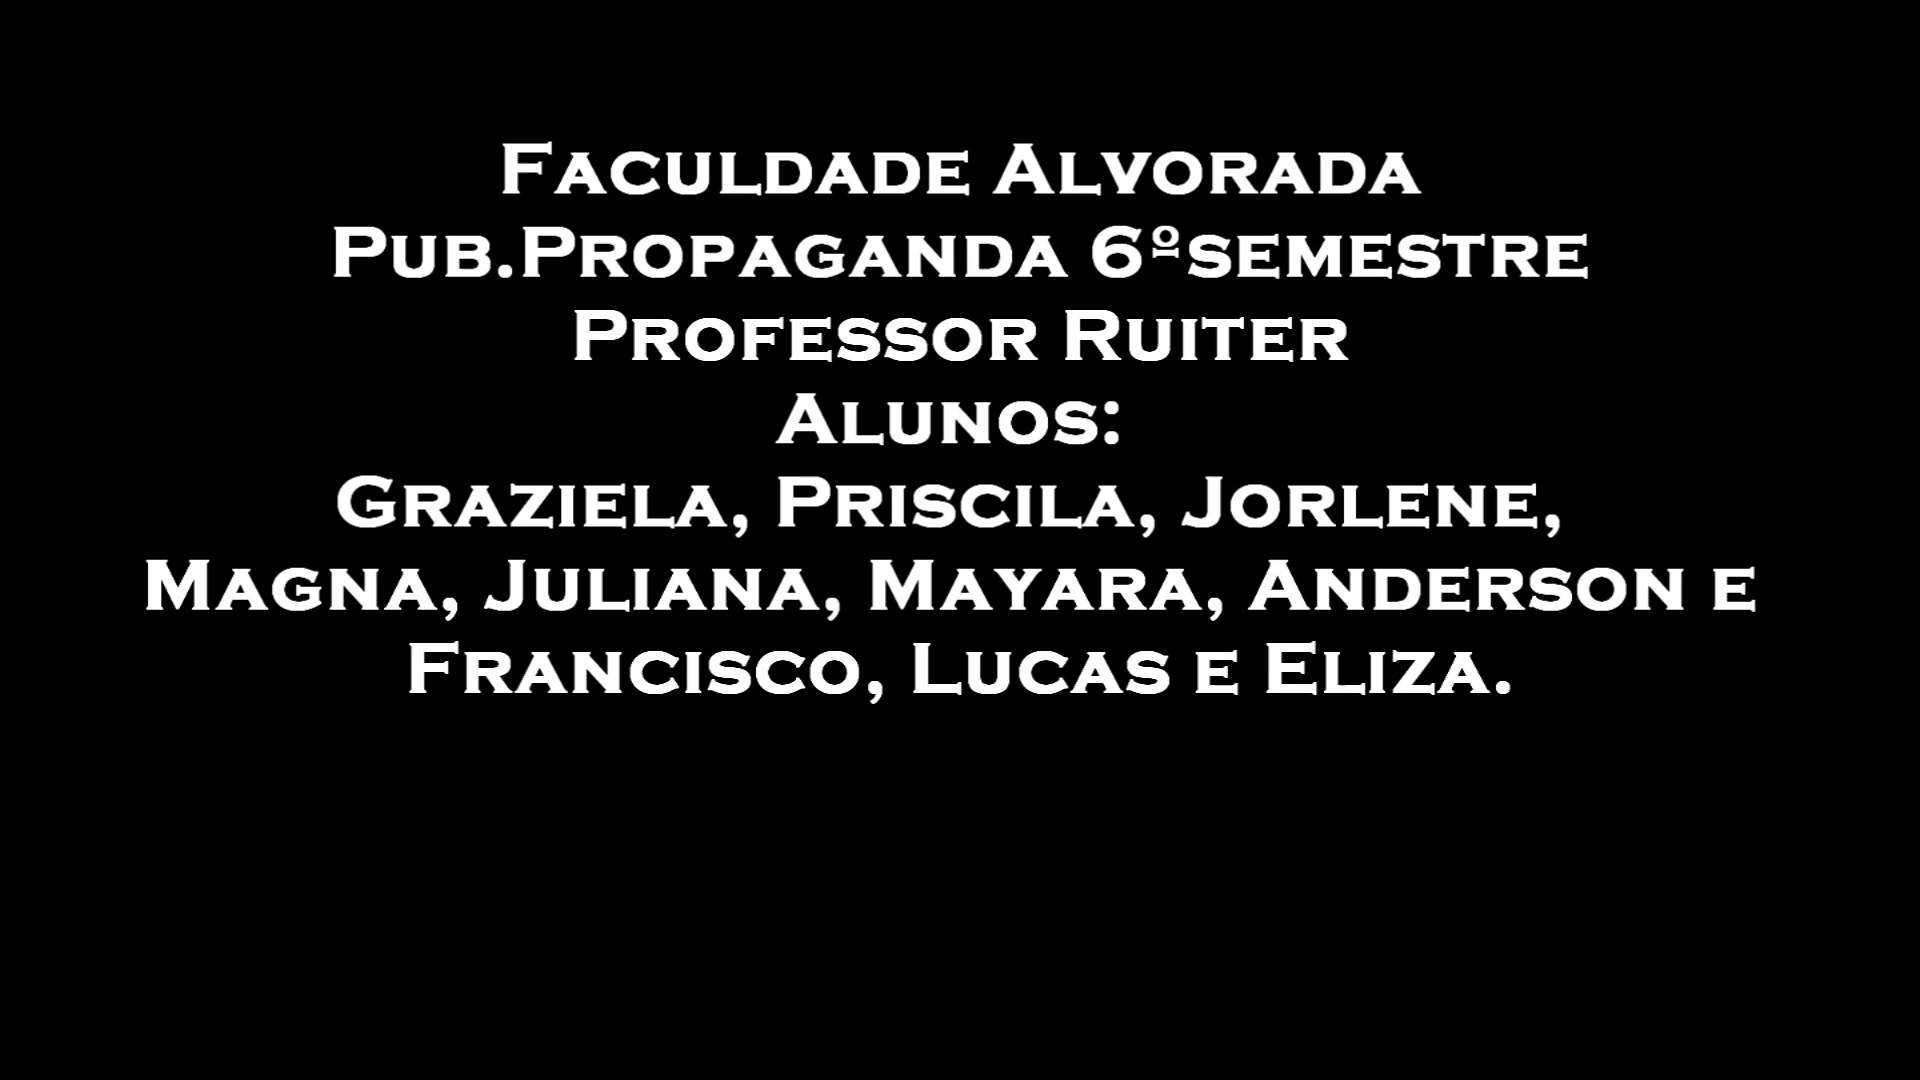 Faculdade Alvorada
Pub.Propaganda 6ºsemestre
Professor Ruiter
Alunos:
Graziela, Priscila, Jorlene,
Magna, Juliana, Mayara, Anderson e
Francisco, Lucas e Eliza.